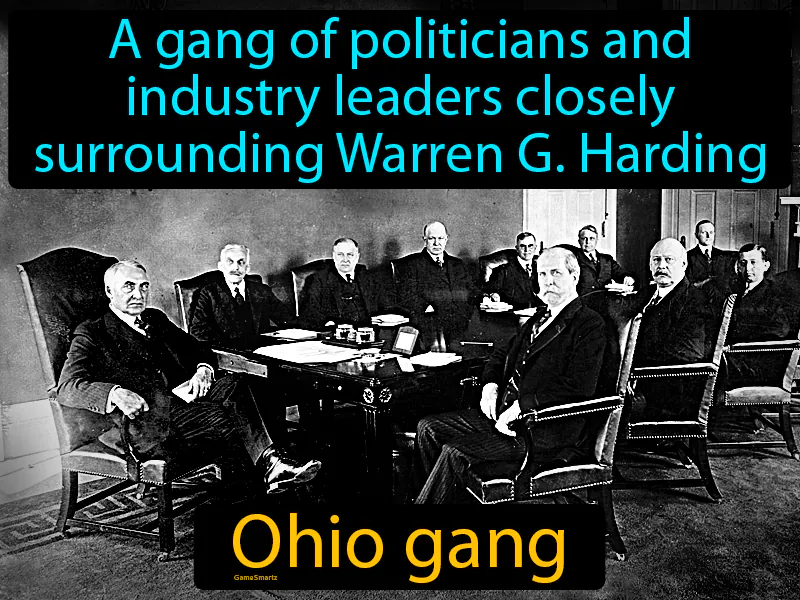 A gang of politicians and
industry leaders closely
surrounding Warren G. Harding
Ohio gang
GameSmartz